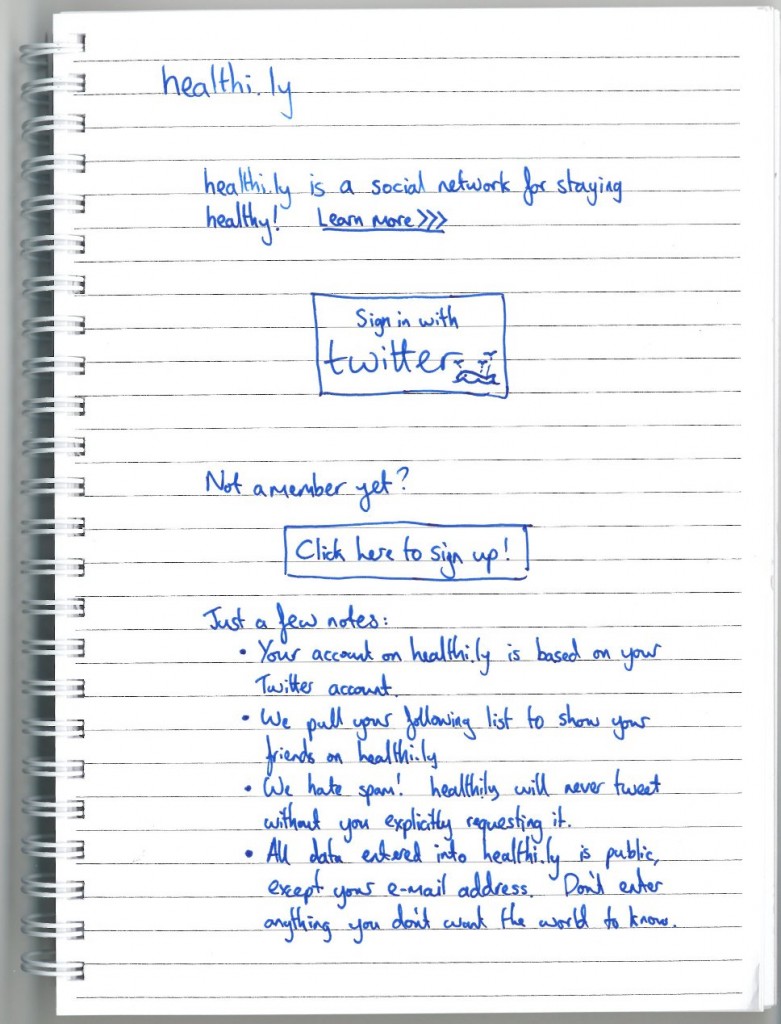 healthi.ly
healthi.ly is a social network for staying
healthy! Learn More >>>
Sign in with
twitter
Not a member yet?
Click here to sign up!
Just a few notes:
• Your account on healthi.ly is based on your
Twitter account.
• We pull your following list to show your
friends on healthi.ly
• We hate spam! healthi.ly will never tweet
without you explicitly requesting it.
• All data entered into healthi.ly is public,
except your e-mail address. Don't enter
anything you don't want the world to know.